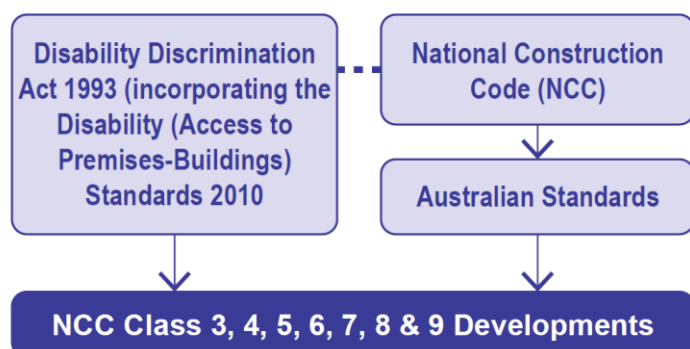 Disability Discrimination
Act 1993 (incorporating the
Disability (Access to
Premises-Buildings)
Standards 2010
National Construction
Code (NCC)
Australian Standards
NCC Class 3, 4, 5, 6, 7, 8 & 9 Developments